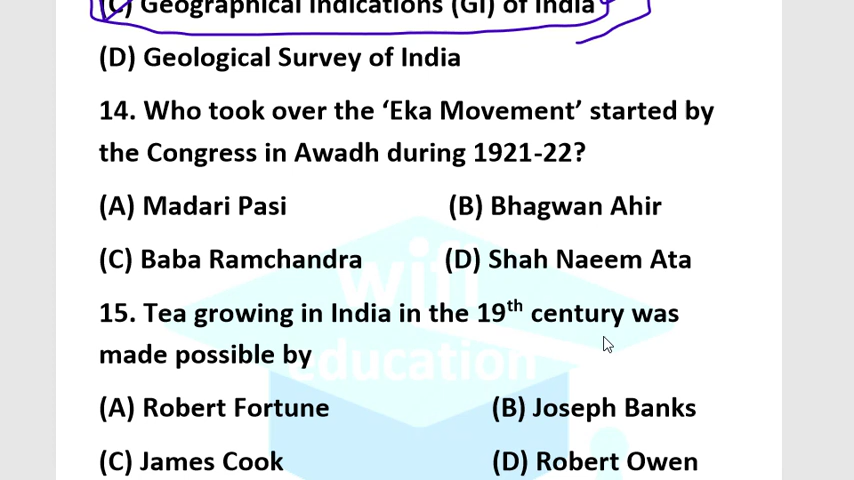 (C) Geographical Indications (GI) of India
(D) Geological Survey of India
14. Who took over the ‘Eka Movement’ started by
the Congress in Awadh during 1921-22?
(A) Madari Pasi (B) Bhagwan Ahir
(C) Baba Ramchandra (D) Shah Naeem Ata
15. Tea growing in India in the 19th century was
made possible by
(A) Robert Fortune (B) Joseph Banks
(C) James Cook (D) Robert Owen
wifi
education